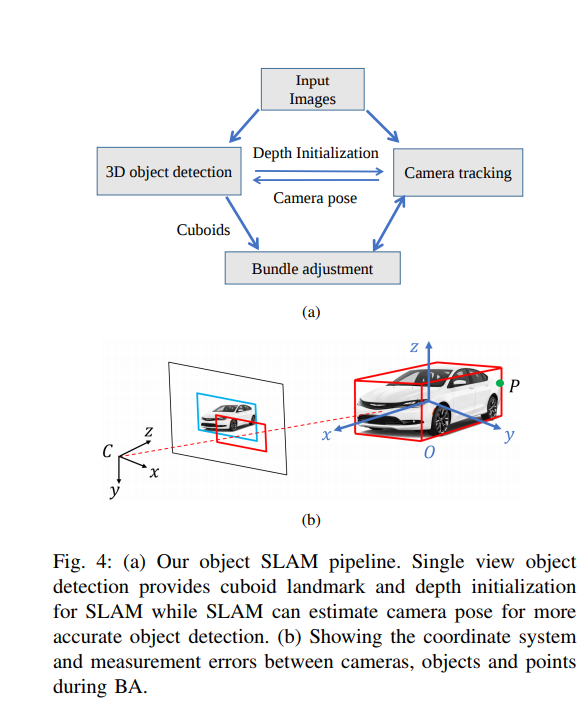 Input
Images
Depth Initialization
3D object detection
Camera tracking
Camera pose
Cuboids
Bundle adjustment
(a)
z
P
z
C
x
x
y
O
y
(b)
Fig. 4: (a) Our object SLAM pipeline. Single view object
detection provides cuboid landmark and depth initialization
for SLAM while SLAM can estimate camera pose for more
accurate object detection. (b) Showing the coordinate system
and measurement errors between cameras, objects and points
during BA.